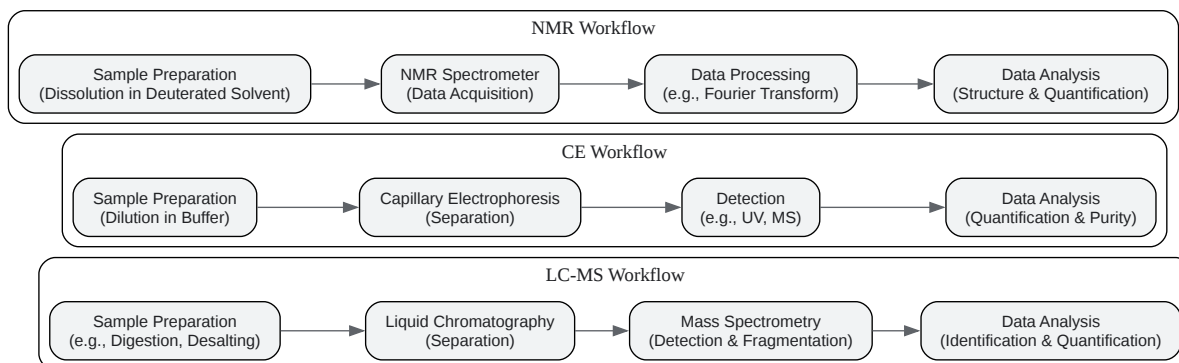 NMR Workflow
Sample Preparation
(Dissolution in Deuterated Solvent)
NMR Spectrometer
(Data Acquisition)
Data Processing
(e.g., Fourier Transform)
Data Analysis
(Structure & Quantification)
CE Workflow
Sample Preparation
(Dilution in Buffer)
Capillary Electrophoresis
(Separation)
Detection
(e.g., UV, MS)
Data Analysis
(Quantification & Purity)
LC-MS Workflow
Sample Preparation
(e.g., Digestion, Desalting)
Liquid Chromatography
(Separation)
Mass Spectrometry
(Detection & Fragmentation)
Data Analysis
(Identification & Quantification)